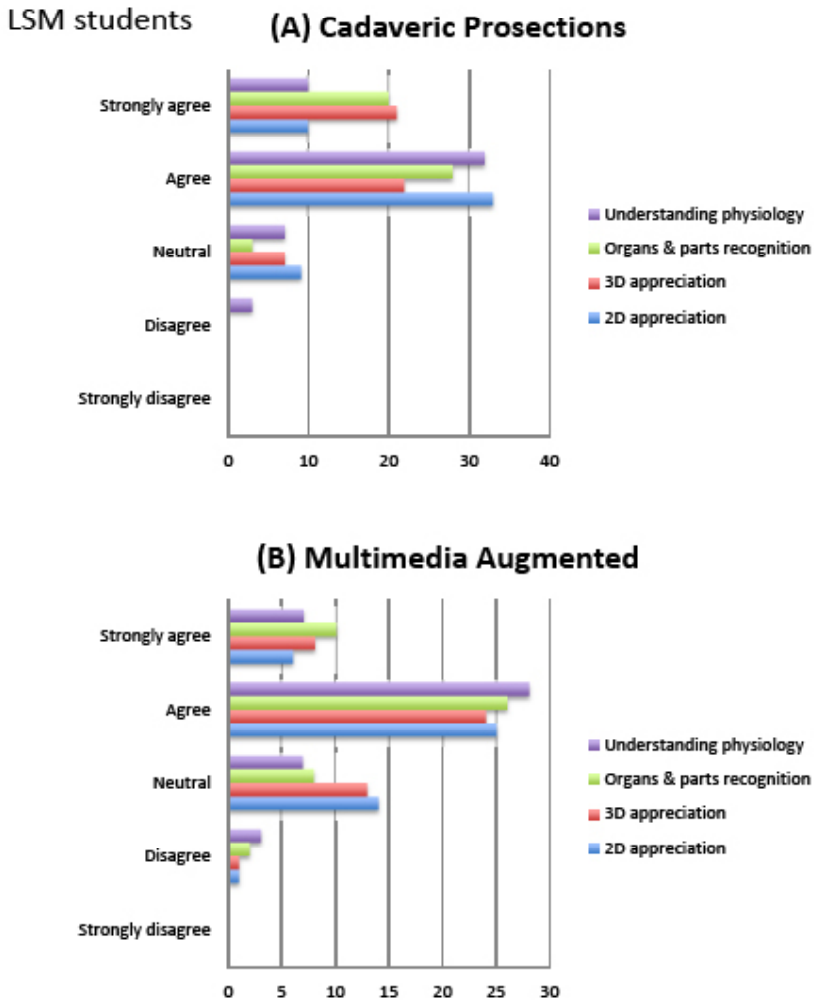 LSM students
(A) Cadaveric Prosections
Strongly agree
Agree
Neutral
Disagree
Strongly disagree
0 10 20 30 40
Understanding physiology
Organs & parts recognition
3D appreciation
2D appreciation
(B) Multimedia Augmented
Strongly agree
Agree
Neutral
Disagree
Strongly disagree
0 5 10 15 20 25 30
Understanding physiology
Organs & parts recognition
3D appreciation
2D appreciation